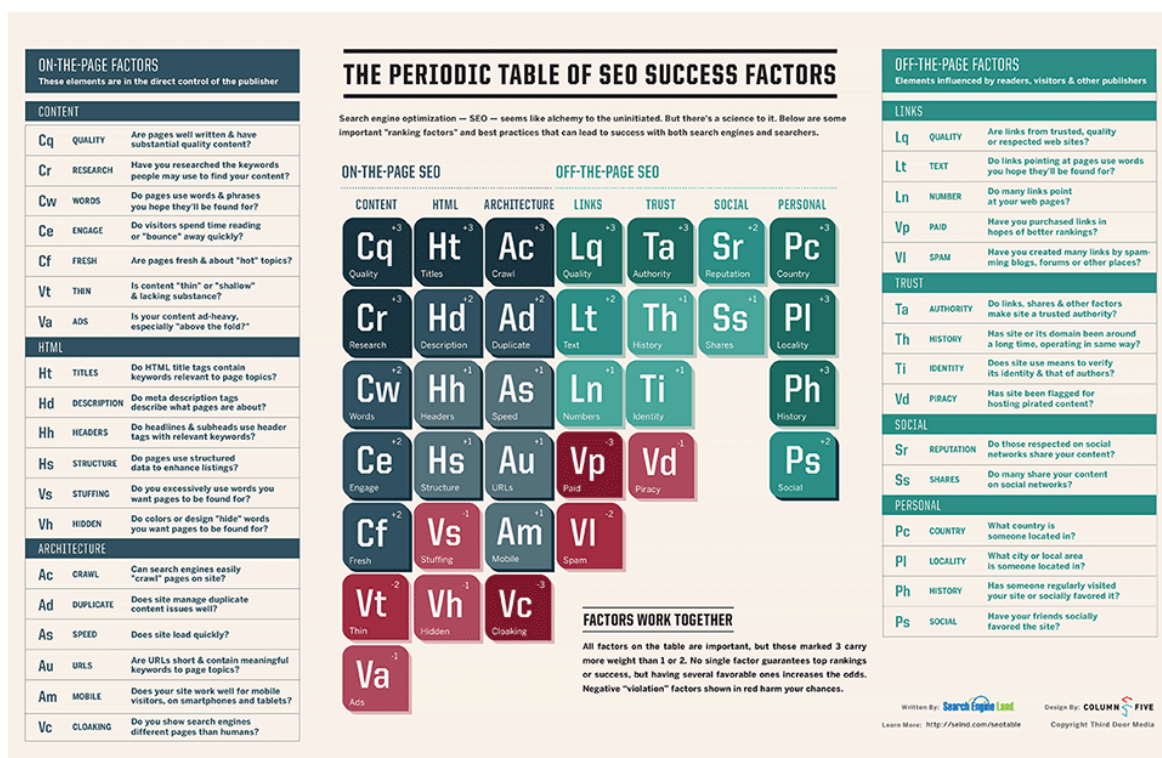 ON-THE-PAGE FACTORS
These elements are in the direct control of the publisher
CONTENT
Cq QUALITY Are pages well written & have
substantial quality content?
Cr RESEARCH Have you researched the keywords
people may use to find your content?
Cw WORDS Do pages use words & phrases
you hope they'll be found for?
Ce ENGAGE Do visitors spend time reading
or "bounce" away quickly?
Cf FRESH Are pages fresh & about "hot" topics?
Vt THIN Is content "thin" or "shallow"
& lacking substance?
Va ADS Is your content ad-heavy,
especially "above the fold?"
HTML
Ht TITLES Do HTML title tags contain
keywords relevant to page topics?
Hd DESCRIPTION Do meta description tags
describe what pages are about?
Hh HEADERS Do headlines & subheads use header
tags with relevant keywords?
Hs STRUCTURE Do pages use structured
data to enhance listings?
Vs STUFFING Do you excessively use words you
want pages to be found for?
Vh HIDDEN Do colors or design "hide" words
you want pages to be found for?
ARCHITECTURE
Ac CRAWL Can search engines easily
"crawl" pages on site?
Ad DUPLICATE Does site manage duplicate
content issues well?
As SPEED Does site load quickly?
Au URLS Are URLs short & contain meaningful
keywords to page topics?
Am MOBILE Does your site work well for mobile
visitors, on smartphones and tablets?
Vc CLOAKING Do you show search engines
different pages than humans?
THE PERIODIC TABLE OF SEO SUCCESS FACTORS
Search engine optimization — SEO — seems like alchemy to the uninitiated. But there's a science to it. Below are some
important "ranking factors" and best practices that can lead to success with both search engines and searchers.
ON-THE-PAGE SEO OFF-THE-PAGE SEO
CONTENT HTML ARCHITECTURE LINKS TRUST SOCIAL PERSONAL
Cq +3 Ht +3 Ac +3 Lq +3 Ta +3 Sr +2 Pc +3
Quality Titles Crawl Quality Authority Reputation Country
Cr +3 Hd +2 Ad +2 Lt +2 Th +1 Ss +1 Pl +3
Research Description Duplicate Text History Shares Locality
Cw +2 Hh +1 As +1 Ln +1 Ti +1 Ph +3
Words Headers Speed Numbers Identity History
Ce +2 Hs +1 Au +1 Vp -3 Vd -1 Ps +2
Engage Structure URLs Paid Piracy Social
Cf +2 Vs -1 Am +1 Vl -2
Fresh Stuffing Mobile Spam
Vt -2 Vh -1 Vc -3
Thin Hidden Cloaking
Va -1
Ads
FACTORS WORK TOGETHER
All factors on the table are important, but those marked 3 carry
more weight than 1 or 2. No single factor guarantees top rankings
or success, but having several favorable ones increases the odds.
Negative "violation" factors shown in red harm your chances.
OFF-THE-PAGE FACTORS
Elements influenced by readers, visitors & other publishers
LINKS
Lq QUALITY Are links from trusted, quality
or respected web sites?
Lt TEXT Do links pointing at pages use words
you hope they'll be found for?
Ln NUMBER Do many links point
at your web pages?
Vp PAID Have you purchased links in
hopes of better rankings?
Vl SPAM Have you created many links by spam-
ming blogs, forums or other places?
TRUST
Ta AUTHORITY Do links, shares & other factors
make site a trusted authority?
Th HISTORY Has site or its domain been around
a long time, operating in same way?
Ti IDENTITY Does site use means to verify
its identity & that of authors?
Vd PIRACY Has site been flagged for
hosting pirated content?
SOCIAL
Sr REPUTATION Do those respected on social
networks share your content?
Ss SHARES Do many share your content
on social networks?
PERSONAL
Pc COUNTRY What country is
someone located in?
Pl LOCALITY What city or local area
is someone located in?
Ph HISTORY Has someone regularly visited
your site or socially favored it?
Ps SOCIAL Have your friends socially
favored the site?
Written By: Search Engine Land Design By: COLUMN FIVE
Learn More: http://selnd.com/seotable Copyright Third Door Media